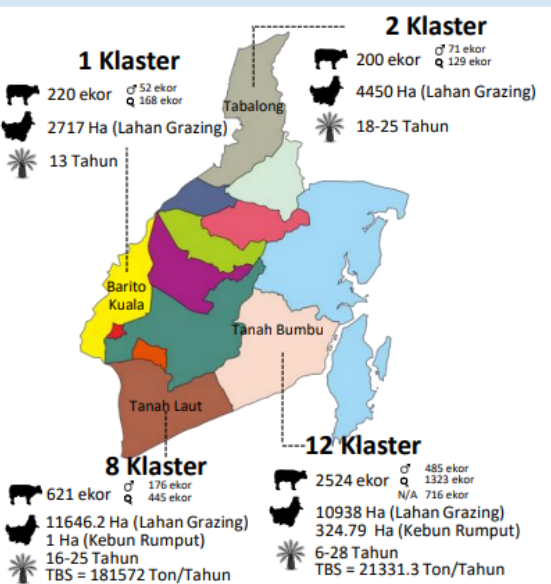 2 Klaster
200 ekor
♂ 71 ekor
♀ 129 ekor
4450 Ha (Lahan Grazing)
18-25 Tahun
1 Klaster
220 ekor
♂ 52 ekor
♀ 168 ekor
2717 Ha (Lahan Grazing)
13 Tahun
Tabalong
Barito
Kuala
Tanah Bumbu
Tanah Laut
8 Klaster
621 ekor
♂ 176 ekor
♀ 445 ekor
11646.2 Ha (Lahan Grazing)
1 Ha (Kebun Rumput)
16-25 Tahun
TBS = 181572 Ton/Tahun
12 Klaster
2524 ekor
♂ 485 ekor
♀ 1323 ekor
N/A 716 ekor
10938 Ha (Lahan Grazing)
324.79 Ha (Kebun Rumput)
6-28 Tahun
TBS = 21331.3 Ton/Tahun